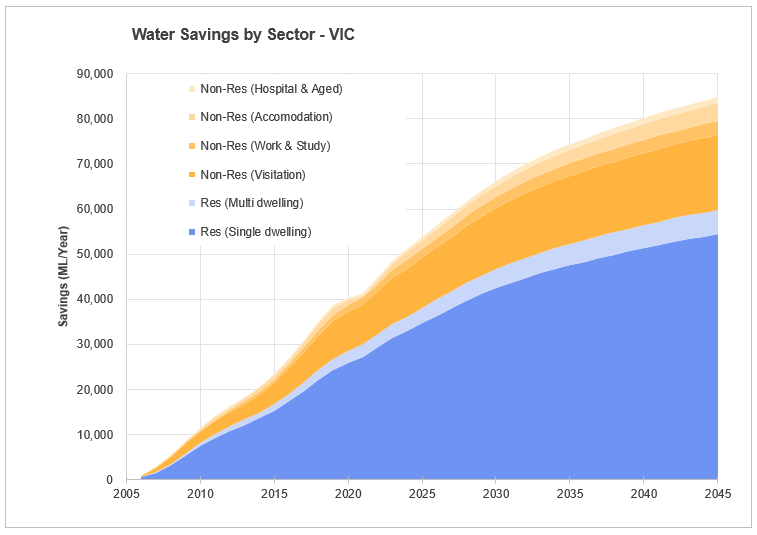 Water Savings by Sector - VIC
Savings (ML/Year)
90,000
80,000
70,000
60,000
50,000
40,000
30,000
20,000
10,000
0
Non-Res (Hospital & Aged)
Non-Res (Accomodation)
Non-Res (Work & Study)
Non-Res (Visitation)
Res (Multi dwelling)
Res (Single dwelling)
2005 2010 2015 2020 2025 2030 2035 2040 2045